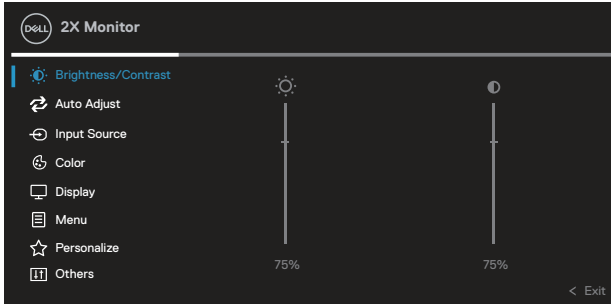 DELL 2X Monitor
Brightness/Contrast
Auto Adjust
Input Source
Color
Display
Menu
Personalize
Others
75% 75%
< Exit